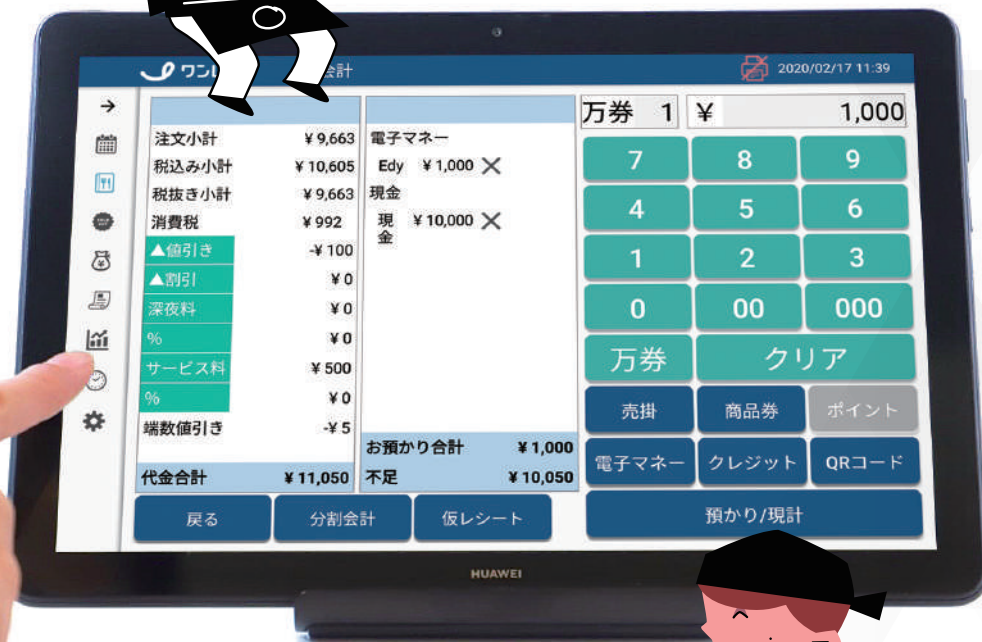 ワン
会計
2020/02/17 11:39
注文小計 ¥9,663
税込み小計 ¥10,605
税抜き小計 ¥9,663
消費税 ¥992
▲値引き -¥100
▲割引 ¥0
深夜料 ¥0
% ¥0
サービス料 ¥500
% ¥0
端数値引き -¥5
代金合計 ¥11,050
電子マネー
Edy ¥1,000 ×
現金
現金 ¥10,000 ×
お預かり合計 ¥1,000
不足 ¥10,050
万券 1 ¥ 1,000
7 8 9
4 5 6
1 2 3
0 00 000
万券 クリア
売掛 商品券 ポイント
電子マネー クレジット QRコード
戻る 分割会計 仮レシート 預かり/現計
HUAWEI